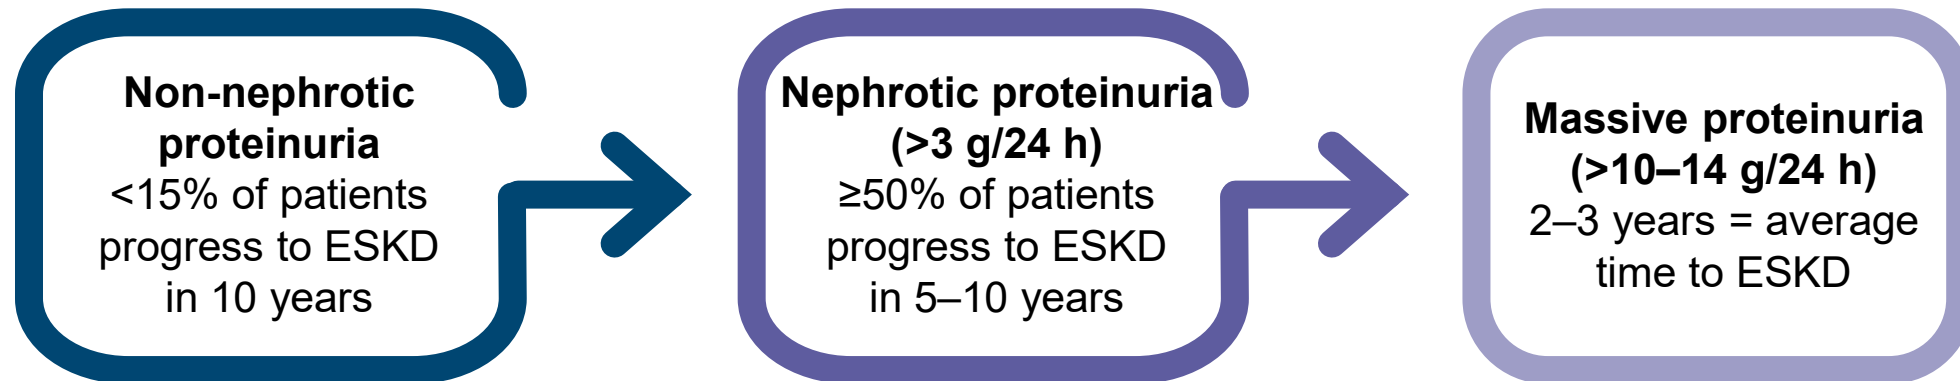 Non-nephrotic
proteinuria
<15% of patients
progress to ESKD
in 10 years
Nephrotic proteinuria
(>3 g/24 h)
≥50% of patients
progress to ESKD
in 5–10 years
Massive proteinuria
(>10–14 g/24 h)
2–3 years = average
time to ESKD